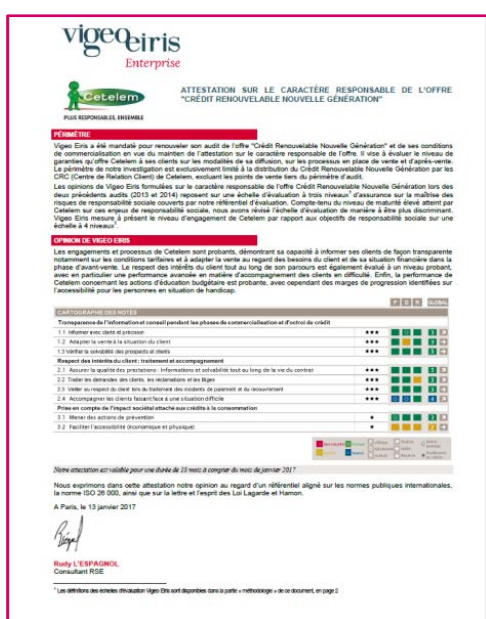 vigeoeiris
Enterprise
Cetelem
PLUS RESPONSABLES, ENSEMBLE
ATTESTATION SUR LE CARACTÈRE RESPONSABLE DE L'OFFRE
"CRÉDIT RENOUVELABLE NOUVELLE GÉNÉRATION"
PÉRIMÈTRE
Vigeo Eiris a été mandaté pour renouveler son audit de l'offre "Crédit Renouvelable Nouvelle Génération" et de ses conditions
de commercialisation en vue du maintien de l'attestation sur le caractère responsable de l'offre. Il vise à évaluer le niveau de
garanties qu'offre Cetelem à ses clients sur les modalités de sa diffusion, sur les processus en place de vente et d'après-vente.
Le périmètre de notre investigation est exclusivement limité à la distribution du Crédit Renouvelable Nouvelle Génération par les
CRC (Centre de Relation Client) de Cetelem, excluant les points de vente tiers du périmètre d'audit.
Les opinions de Vigeo Eiris formulées sur le caractère responsable de l'offre Crédit Renouvelable Nouvelle Génération lors des
deux précédents audits (2013 et 2014) reposent sur une échelle d'évaluation à trois niveaux d'assurance sur la maîtrise des
risques de responsabilité sociale couverts par notre référentiel d'évaluation. Compte-tenu du niveau de maturité élevé atteint par
Cetelem sur ces enjeux de responsabilité sociale, nous avons révisé l'échelle d'évaluation de manière à être plus discriminant.
Vigeo Eiris mesure à présent le niveau d'engagement de Cetelem par rapport aux objectifs de responsabilité sociale sur une
échelle à 4 niveaux¹.
OPINION DE VIGEO EIRIS
Les engagements et processus de Cetelem sont probants, démontrant sa capacité à informer ses clients de façon transparente
notamment sur les conditions tarifaires et à adapter la vente au regard des besoins du client et de sa situation financière dans la
phase d'avant-vente. Le respect des intérêts du client tout au long de son parcours est également évalué à un niveau probant,
avec en particulier une performance avancée en matière d'accompagnement des clients en difficulté. Enfin, la performance de
Cetelem concernant les actions d'éducation budgétaire est probante, avec cependant des marges de progression identifiées sur
l'accessibilité pour les personnes en situation de handicap.
P D R GLOBAL
CARTOGRAPHIE DES NOTES
Transparence de l'information et conseil pendant les phases de commercialisation et d'octroi de crédit
1.1 Informer avec clarté et précision ★★★ 3
1.2 Adapter la vente à la situation du client ★★★ 3
1.3 Vérifier la solvabilité des prospects et clients ★★★ 3
Respect des intérêts du client : traitement et accompagnement
2.1 Assurer la qualité des prestations : informations et solvabilité tout au long de la vie du contrat ★★★ 3
2.2 Traiter les demandes des clients, les réclamations et les litiges ★★★ 3
2.3 Veiller au respect du client lors du traitement des incidents de paiement et du recouvrement ★★★ 3
2.4 Accompagner les clients faisant face à une situation difficile ★★★ 4
Prise en compte de l'impact sociétal attaché aux crédits à la consommation
3.1 Mener des actions de prévention ★ 3
3.2 Faciliter l'accessibilité (économique et physique) ★ 2
Notre attestation est valable pour une durée de 18 mois à compter du mois de janvier 2017
Nous exprimons dans cette attestation notre opinion au regard d'un référentiel aligné sur les normes publiques internationales,
la norme ISO 26 000, ainsi que sur la lettre et l'esprit des Loi Lagarde et Hamon.
A Paris, le 13 janvier 2017
Rudy L'ESPAGNOL
Consultant RSE
¹ Les définitions des échelles d'évaluation Vigeo Eiris sont disponibles dans la partie « méthodologie » de ce document, en page 2